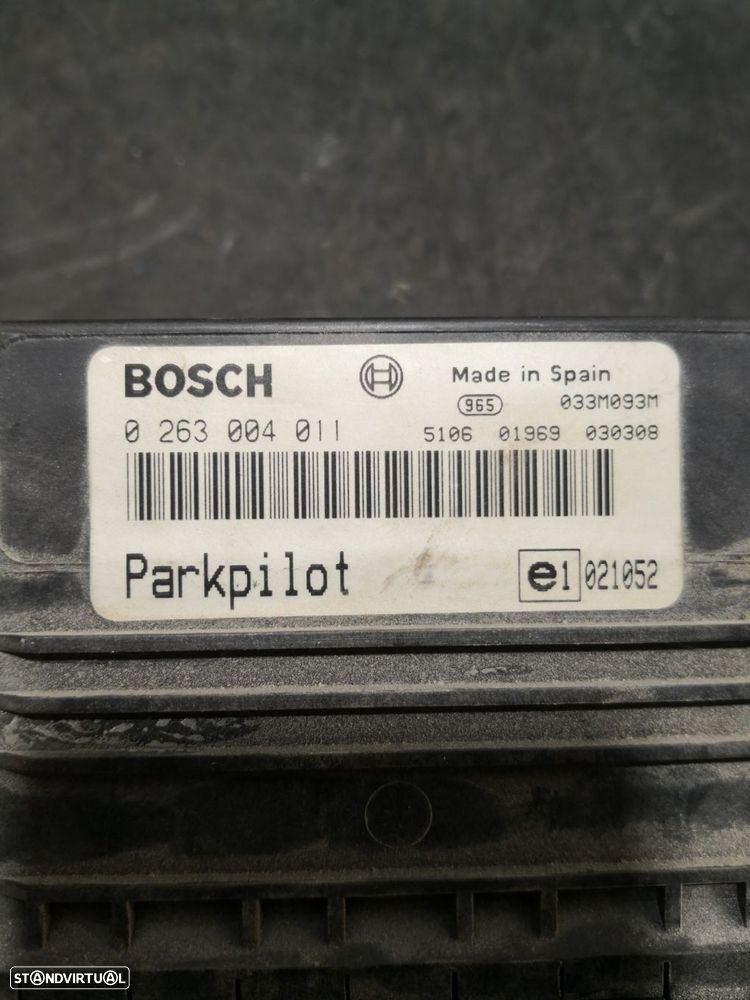 BOSCH
Made in Spain
965
033M093M
0 263 004 011
5106 01969 030308
Parkpilot
e1 021052
STANDVIRTUAL